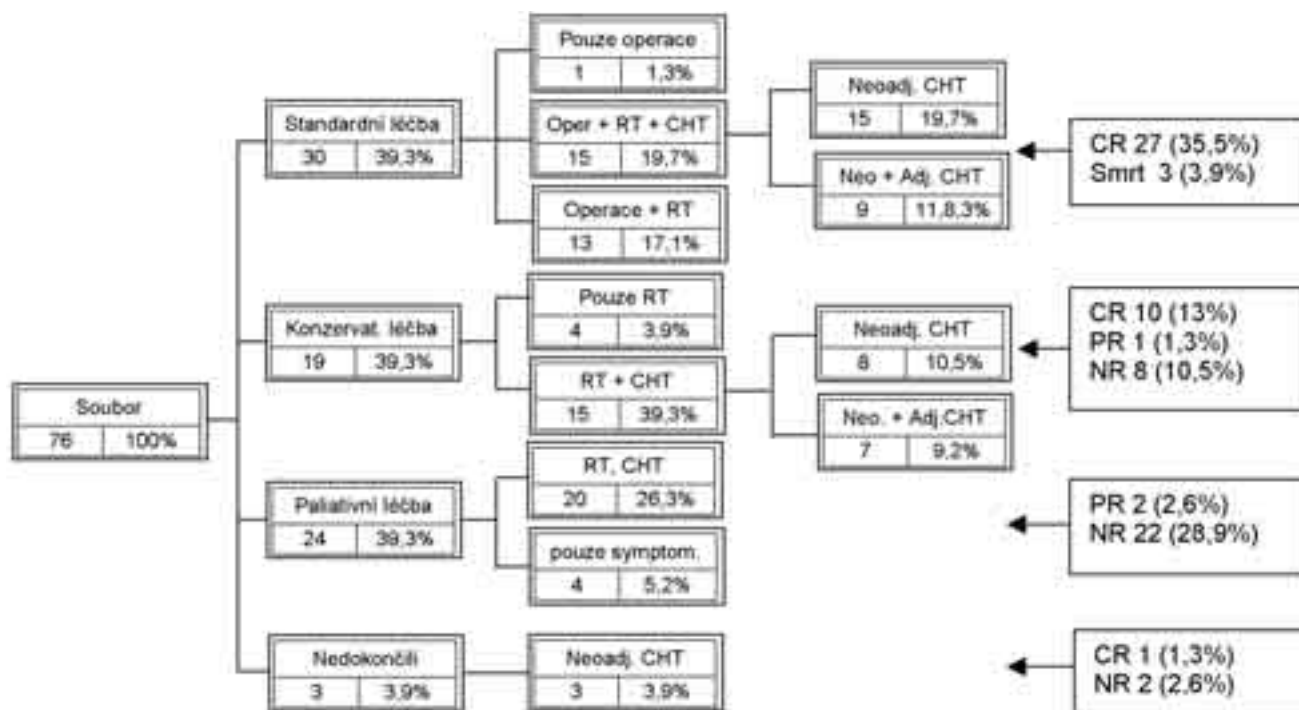 Soubor
76 100%
Standardní léčba
30 39,3%
Pouze operace
1 1,3%
Oper + RT + CHT
15 19,7%
Operace + RT
13 17,1%
Neoadj. CHT
15 19,7%
Neo + Adj. CHT
9 11,8,3%
CR 27 (35,5%)
Smrt 3 (3,9%)
Konzervat. léčba
19 39,3%
Pouze RT
4 3,9%
RT + CHT
15 39,3%
Neoadj. CHT
8 10,5%
Neo. + Adj.CHT
7 9,2%
CR 10 (13%)
PR 1 (1,3%)
NR 8 (10,5%)
Paliativní léčba
24 39,3%
RT, CHT
20 26,3%
pouze symptom.
4 5,2%
PR 2 (2,6%)
NR 22 (28,9%)
Nedokončili
3 3,9%
Neoadj. CHT
3 3,9%
CR 1 (1,3%)
NR 2 (2,6%)